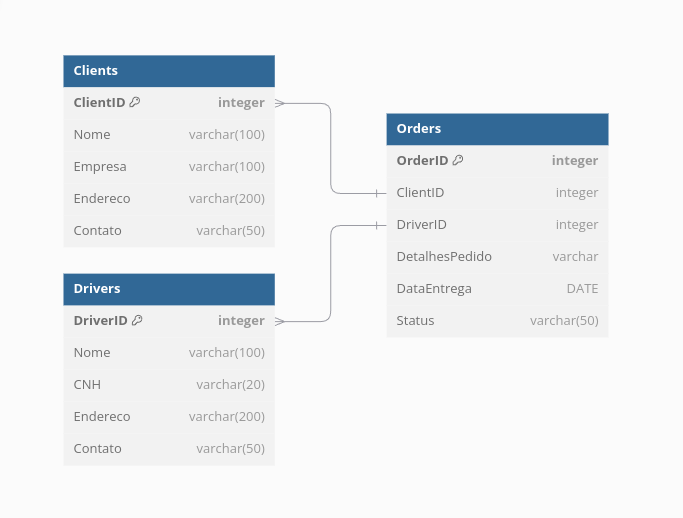 Clients
ClientID integer
Nome varchar(100)
Empresa varchar(100)
Endereco varchar(200)
Contato varchar(50)
Drivers
DriverID integer
Nome varchar(100)
CNH varchar(20)
Endereco varchar(200)
Contato varchar(50)
Orders
OrderID integer
ClientID integer
DriverID integer
DetalhesPedido varchar
DataEntrega DATE
Status varchar(50)